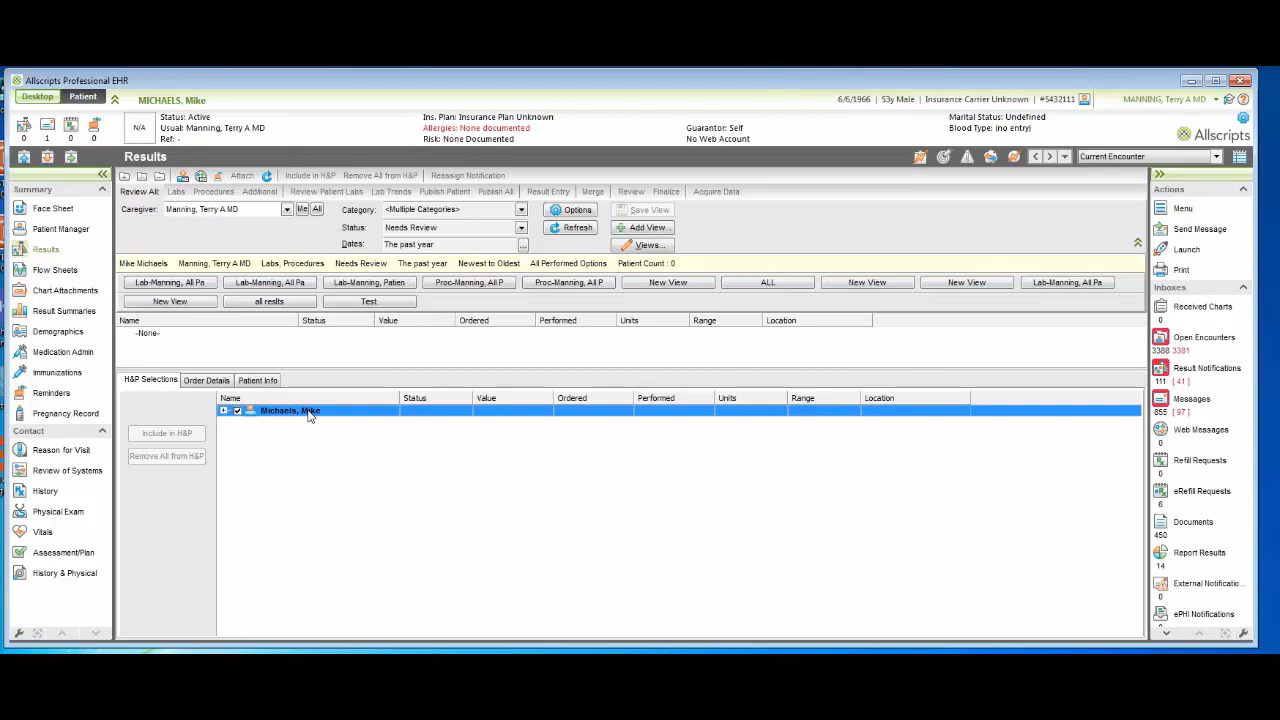 Allscripts Professional EHR
Desktop Patient MICHAELS, Mike 6/6/1966 | 53y Male | Insurance Carrier Unknown | #5432111 MANNING, Terry A MD
0 1 0 0
N/A
Status: Active
Usual: Manning, Terry A MD
Ref: -
Ins. Plan: Insurance Plan Unknown
Allergies: None documented
Risk: None Documented
Guarantor: Self
No Web Account
Marital Status: Undefined
Blood Type: (no entry)
Allscripts
Results Current Encounter
Summary
Face Sheet
Patient Manager
Results
Flow Sheets
Chart Attachments
Result Summaries
Demographics
Medication Admin
Immunizations
Reminders
Pregnancy Record
Contact
Reason for Visit
Review of Systems
History
Physical Exam
Vitals
Assessment/Plan
History & Physical
Attach Include in H&P Remove All from H&P Reassign Notification
Review All: Labs Procedures Additional Review Patient Labs Lab Trends Publish Patient Publish All Result Entry Merge Review Finalize Acquire Data
Caregiver: Manning, Terry A MD Me All Category: <Multiple Categories> Options Save View
Status: Needs Review Refresh Add View...
Dates: The past year ... Views...
Mike Michaels Manning, Terry A MD Labs, Procedures Needs Review The past year Newest to Oldest All Performed Options Patient Count : 0
Lab-Manning, All Pa Lab-Manning, All Pa Lab-Manning, Patien Proc-Manning, All P Proc-Manning, All P New View ALL New View New View Lab-Manning, All Pa
New View all reslts Test
Name Status Value Ordered Performed Units Range Location
-None-
H&P Selections Order Details Patient Info
Name Status Value Ordered Performed Units Range Location
Michaels, Mike
Include in H&P
Remove All from H&P
Actions
Menu
Send Message
Launch
Print
Inboxes
Received Charts
0
Open Encounters
3388 3381
Result Notifications
111 [ 41 ]
Messages
855 [ 97 ]
Web Messages
0
Refill Requests
0
eRefill Requests
6
Documents
450
Report Results
14
External Notificatio...
0
ePHI Notifications